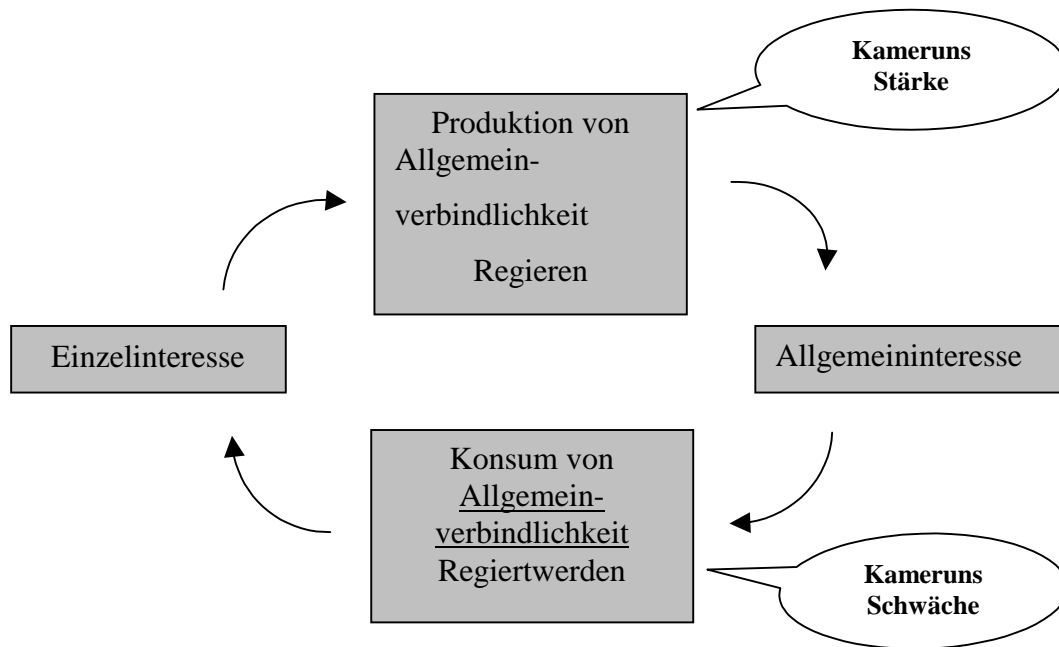 Kameruns
Stärke
Produktion von
Allgemein-
verbindlichkeit
Regieren
Einzelinteresse
Allgemeininteresse
Konsum von
Allgemein-
verbindlichkeit
Regiertwerden
Kameruns
Schwäche